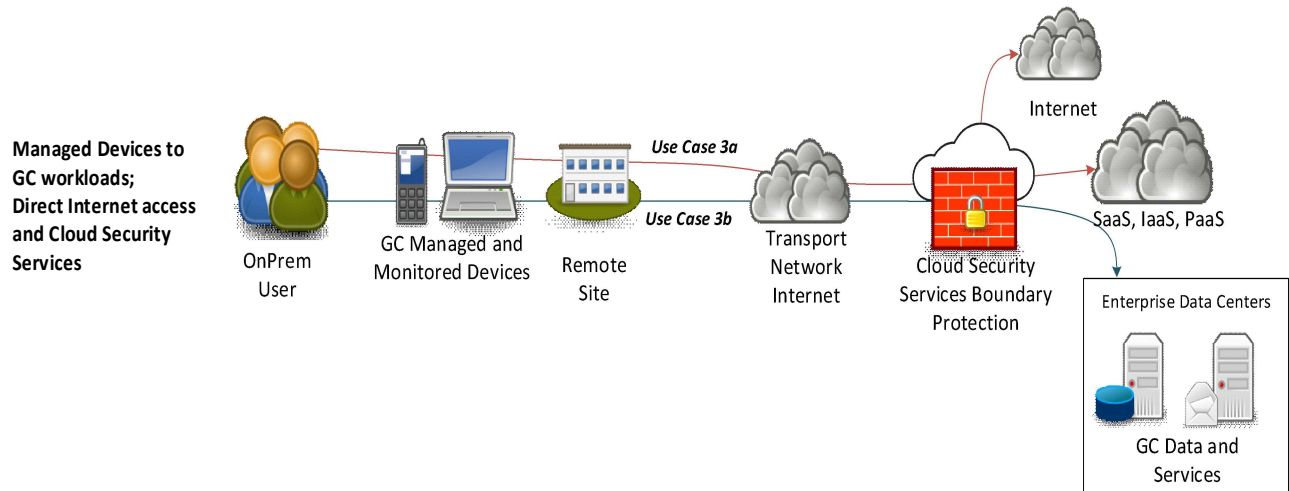 Managed Devices to
GC workloads;
Direct Internet access
and Cloud Security
Services
OnPrem
User
GC Managed and
Monitored Devices
Remote
Site
Use Case 3a
Use Case 3b
Transport
Network
Internet
Cloud Security
Services Boundary
Protection
Internet
SaaS, IaaS, PaaS
Enterprise Data Centers
GC Data and
Services